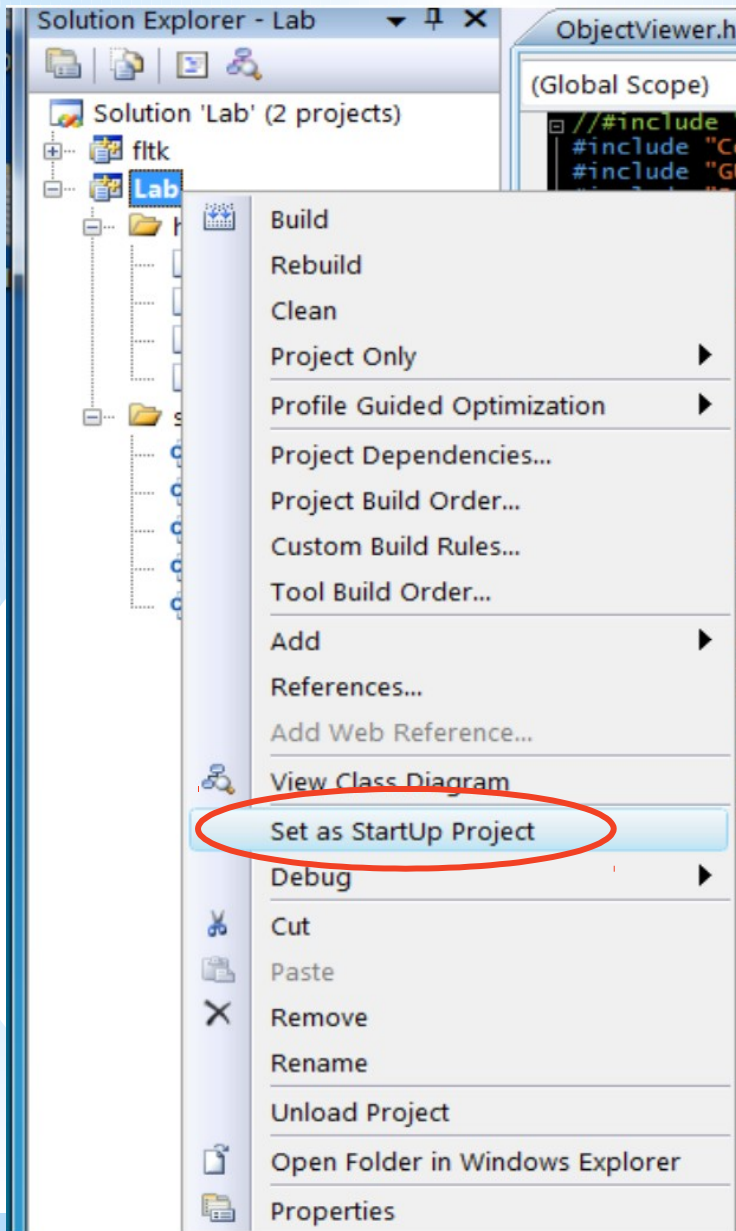 Solution Explorer - Lab
ObjectViewer.h
(Global Scope)
Solution 'Lab' (2 projects)
//#include
fltk
#include
#include
Lab
Build
Rebuild
Clean
Project Only
Profile Guided Optimization
Project Dependencies...
Project Build Order...
Custom Build Rules...
Tool Build Order...
Add
References...
Add Web Reference...
View Class Diagram
Set as StartUp Project
Debug
Cut
Paste
Remove
Rename
Unload Project
Open Folder in Windows Explorer
Properties